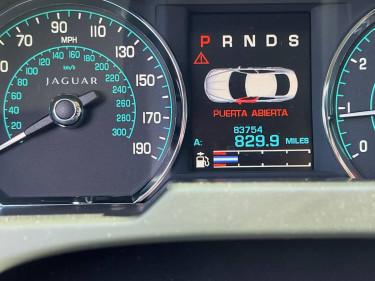 P R N D S
70 90 110 130 150 170 190
MPH
km/h
JAGUAR
20 40 60 80 100 120 140 160 180 200 220 240 260 280 300
PUERTA ABIERTA
83754
A: 829.9 MILES
2
1
0